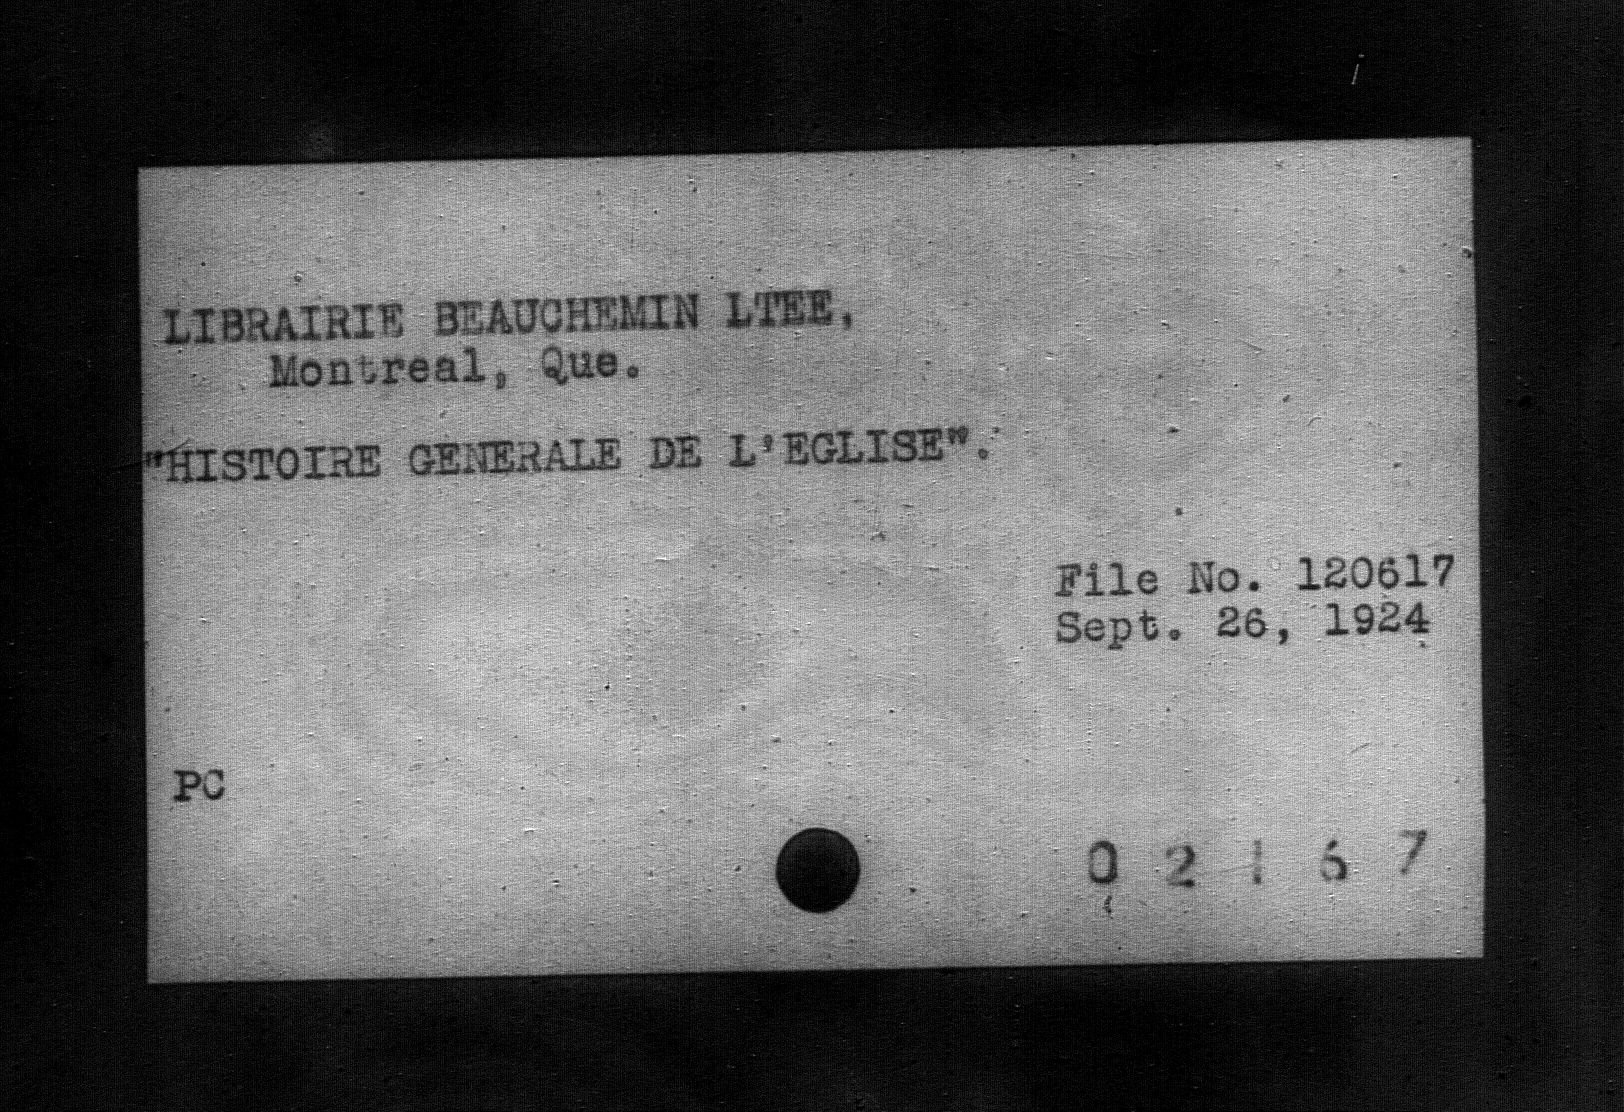 LIBRAIRIE BEAUCHEMIN LTEE,
Montreal, Que.
"HISTOIRE GENERALE DE L'EGLISE".
File No. 120617
Sept. 26, 1924
PC
02167